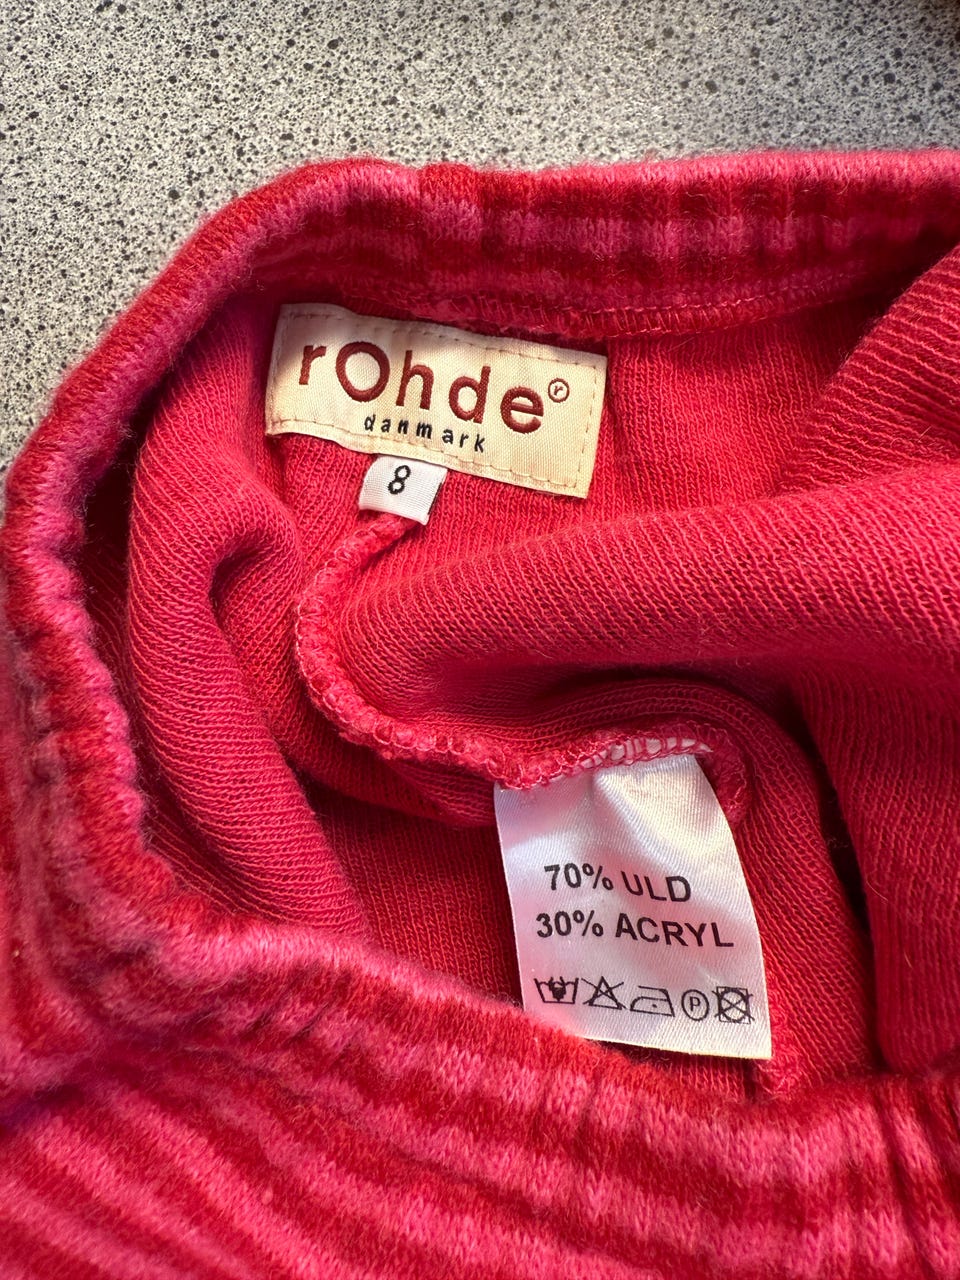 rOhde®
danmark
8
70% ULD
30% ACRYL
P